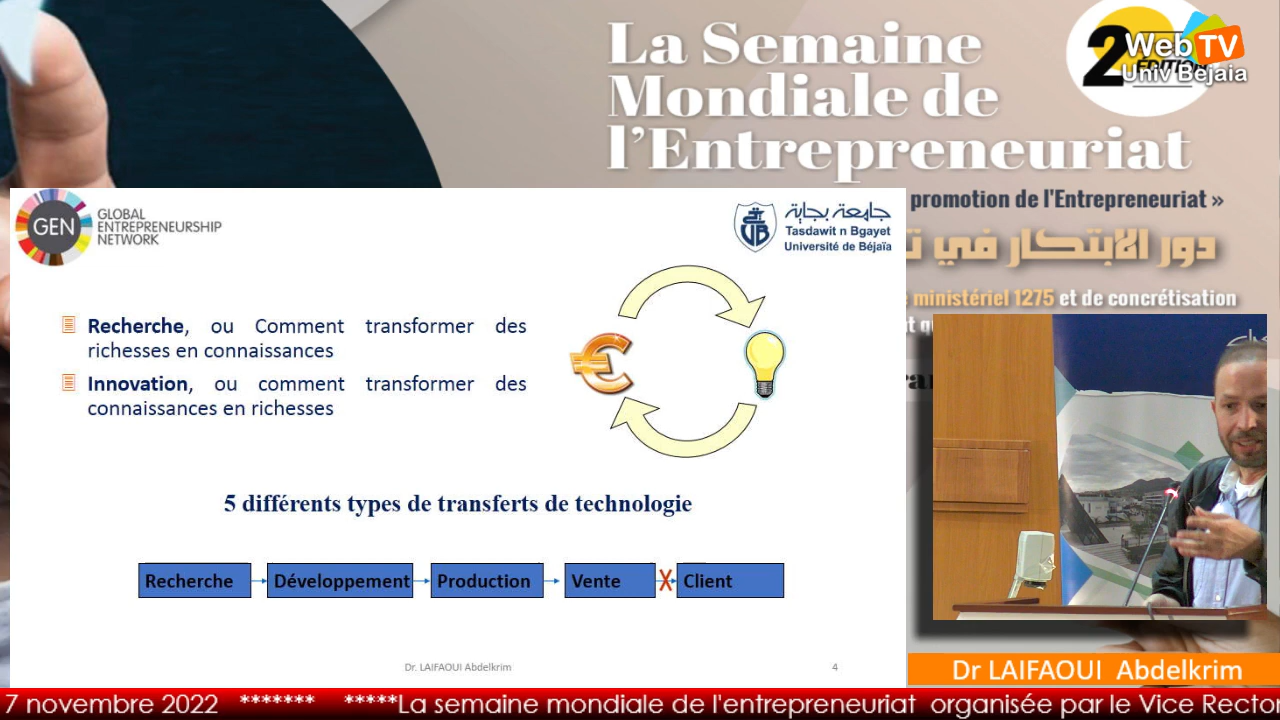 La Semaine
Mondiale de
l'Entrepreneuriat
2
EDITION
Web TV
Univ Bejaia
promotion de l'Entrepreneuriat »
دور الابتكار في
ministériel 1275 et de concrétisation
GEN
GLOBAL
ENTREPRENEURSHIP
NETWORK
جامعة بجاية
Tasdawit n Bgayet
Université de Béjaïa
Recherche, ou Comment transformer des
richesses en connaissances
Innovation, ou comment transformer des
connaissances en richesses
5 différents types de transferts de technologie
Recherche
Développement
Production
Vente
X
Client
Dr. LAIFAOUI Abdelkrim
4
Dr LAIFAOUI Abdelkrim
7 novembre 2022 ******* *****La semaine mondiale de l'entrepreneuriat organisée par le Vice Rector